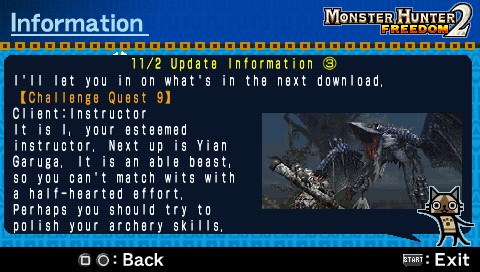 Information
MONSTER HUNTER
FREEDOM 2
11/2 Update Information ③
I'll let you in on what's in the next download.
【Challenge Quest 9】
Client:Instructor
It is I, your esteemed
instructor. Next up is Yian
Garuga. It is an able beast,
so you can't match wits with
a half-hearted effort.
Perhaps you should try to
polish your archery skills.
□○: Back
START: Exit